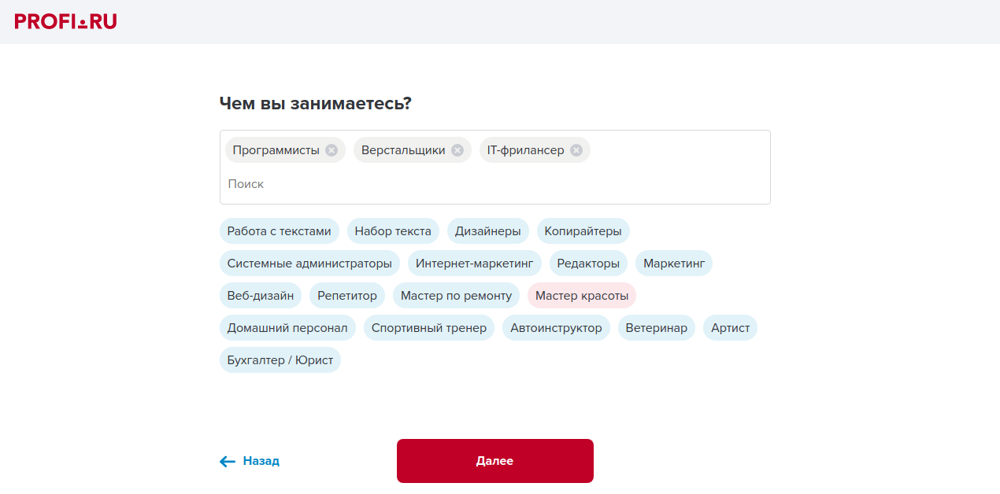 PROFI.RU
Чем вы занимаетесь?
Программисты Верстальщики IT-фрилансер
Поиск
Работа с текстами Набор текста Дизайнеры Копирайтеры
Системные администраторы Интернет-маркетинг Редакторы Маркетинг
Веб-дизайн Репетитор Мастер по ремонту Мастер красоты
Домашний персонал Спортивный тренер Автоинструктор Ветеринар Артист
Бухгалтер / Юрист
Назад Далее